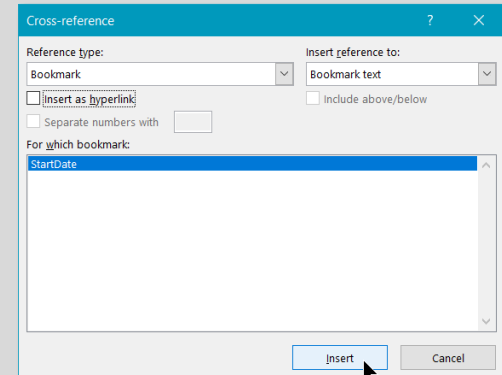 Cross-reference ?
Reference type: Insert reference to:
Bookmark Bookmark text
Insert as hyperlink Include above/below
Separate numbers with
For which bookmark:
StartDate
Insert Cancel